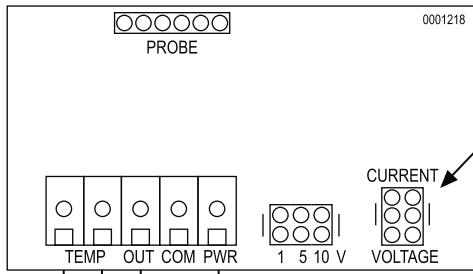 0001218
PROBE
CURRENT
TEMP OUT COM PWR
1 5 10 V
VOLTAGE